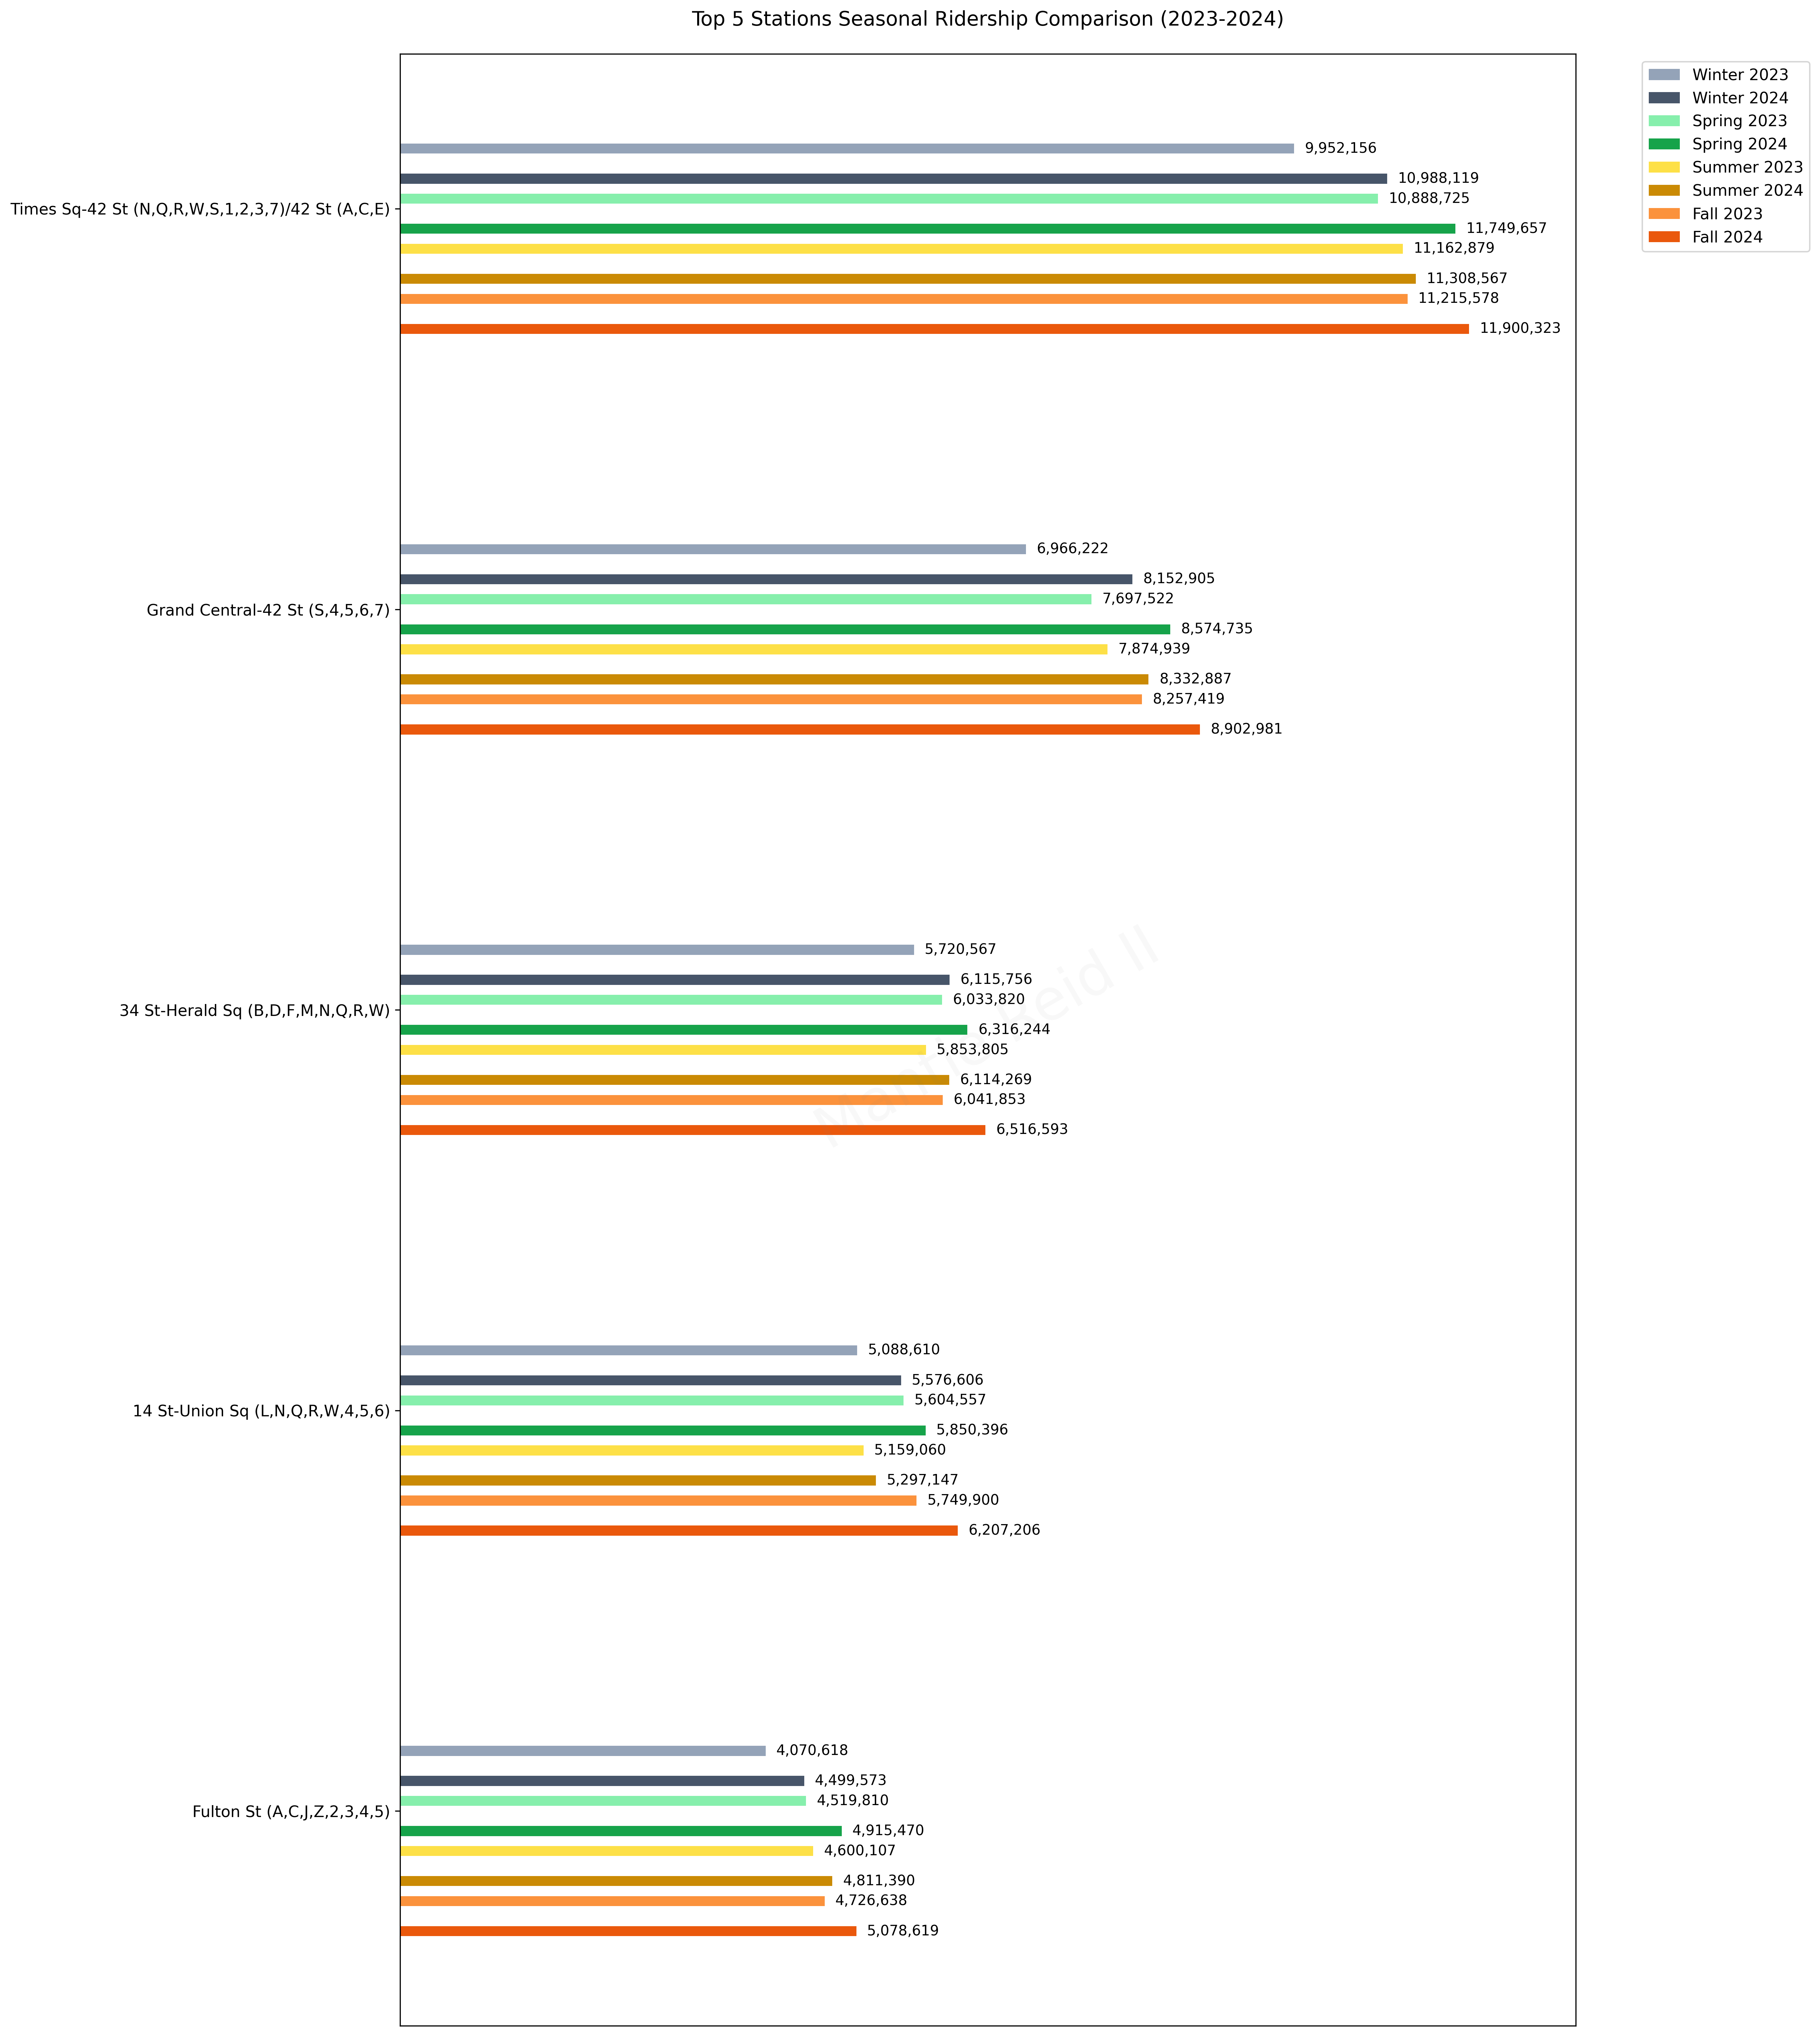 Top 5 Stations Seasonal Ridership Comparison (2023-2024)
Winter 2023
Winter 2024
Spring 2023
Spring 2024
Summer 2023
Summer 2024
Fall 2023
Fall 2024
Times Sq-42 St (N,Q,R,W,S,1,2,3,7)/42 St (A,C,E)
9,952,156
10,988,119
10,888,725
11,749,657
11,162,879
11,308,567
11,215,578
11,900,323
Grand Central-42 St (S,4,5,6,7)
6,966,222
8,152,905
7,697,522
8,574,735
7,874,939
8,332,887
8,257,419
8,902,981
34 St-Herald Sq (B,D,F,M,N,Q,R,W)
5,720,567
6,115,756
6,033,820
6,316,244
5,853,805
6,114,269
6,041,853
6,516,593
14 St-Union Sq (L,N,Q,R,W,4,5,6)
5,088,610
5,576,606
5,604,557
5,850,396
5,159,060
5,297,147
5,749,900
6,207,206
Fulton St (A,C,J,Z,2,3,4,5)
4,070,618
4,499,573
4,519,810
4,915,470
4,600,107
4,811,390
4,726,638
5,078,619
Reid II